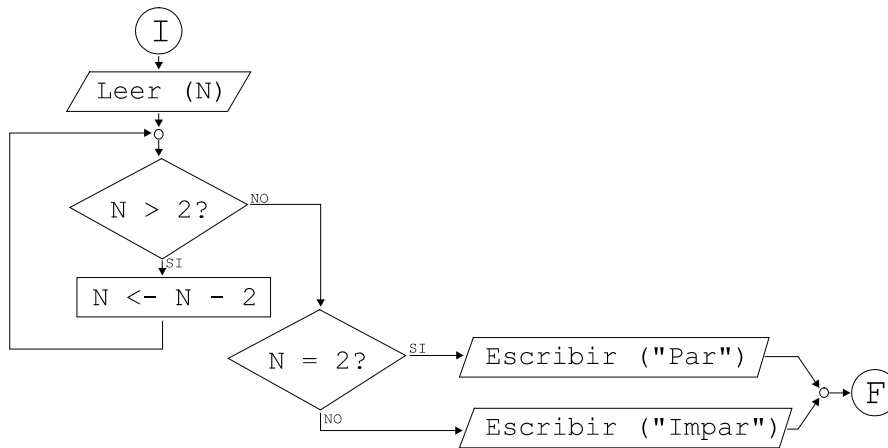 I
Leer (N)
N > 2?
NO
SI
N <- N - 2
N = 2?
SI
Escribir ("Par")
F
NO
Escribir ("Impar")